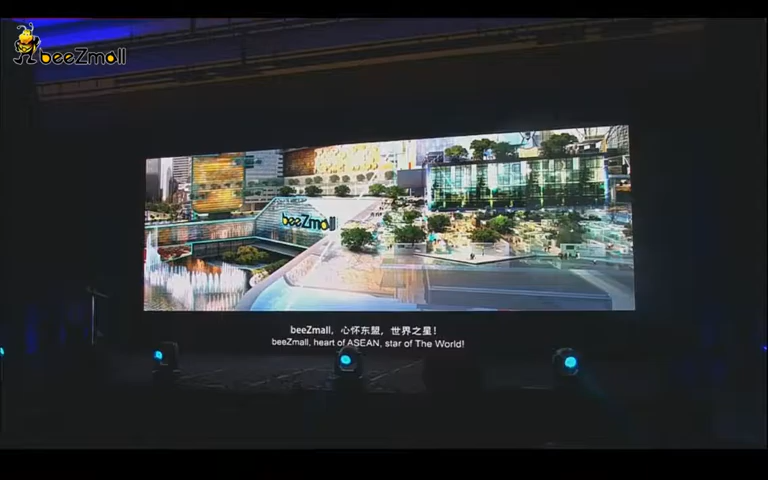 beeZmall
beeZmall
beeZmall，心怀东盟，世界之星！
beeZmall, heart of ASEAN, star of The World!